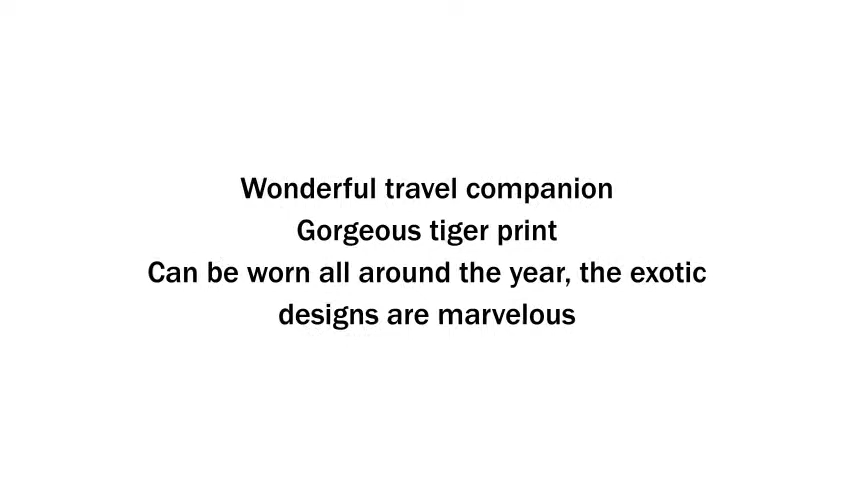 Wonderful travel companion
Gorgeous tiger print
Can be worn all around the year, the exotic
designs are marvelous